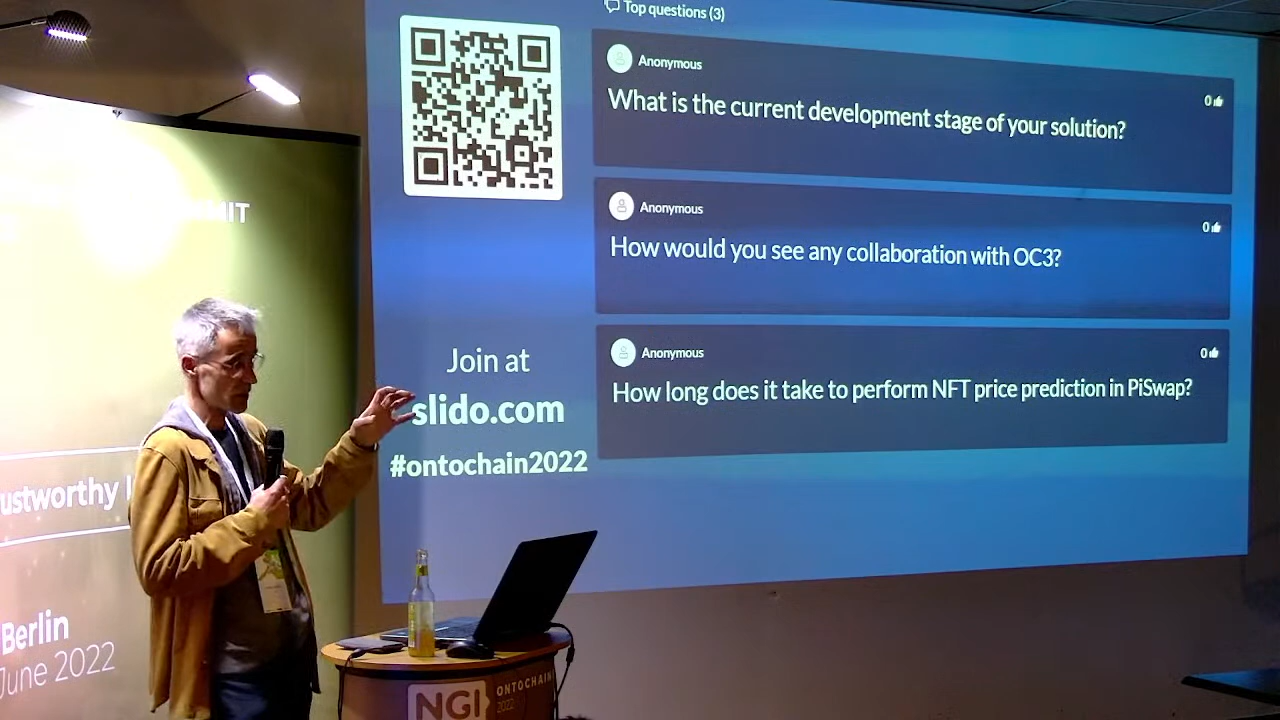 Top questions (3)
Anonymous
0
What is the current development stage of your solution?
Anonymous
0
How would you see any collaboration with OC3?
Anonymous
0
How long does it take to perform NFT price prediction in PiSwap?
Join at
slido.com
#ontochain2022
Berlin
June 2022
NGI
ONTOCHAIN
2022